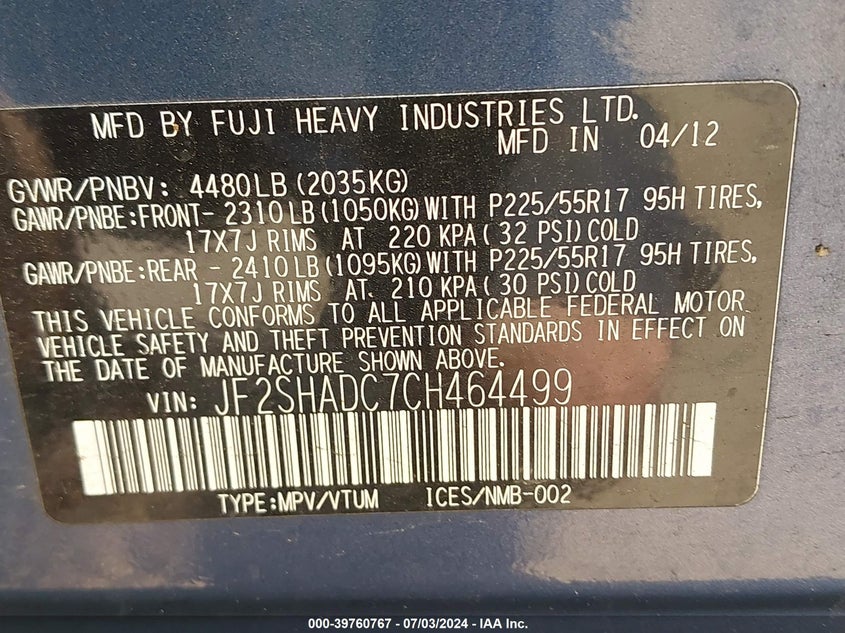 MFD BY FUJI HEAVY INDUSTRIES LTD.
MFD IN 04/12
GVWR/PNBV: 4480LB(2035KG)
GAWR/PNBE:FRONT- 2310LB(1050KG)WITH P225/55R17 95H TIRES,
17X7J RIMS AT 220 KPA( 32 PSI)COLD
GAWR/PNBE:REAR - 2410LB(1095KG)WITH P225/55R17 95H TIRES,
17X7J RIMS AT 210 KPA( 30 PSI)COLD
THIS VEHICLE CONFORMS TO ALL APPLICABLE FEDERAL MOTOR
VEHICLE SAFETY AND THEFT PREVENTION STANDARDS IN EFFECT ON
THE DATE OF MANUFACTURE SHOWN ABOVE.
VIN: JF2SHADC7CH464499
TYPE:MPV/VTUM ICES/NMB-002
000-39760767 - 07/03/2024 - IAA Inc.